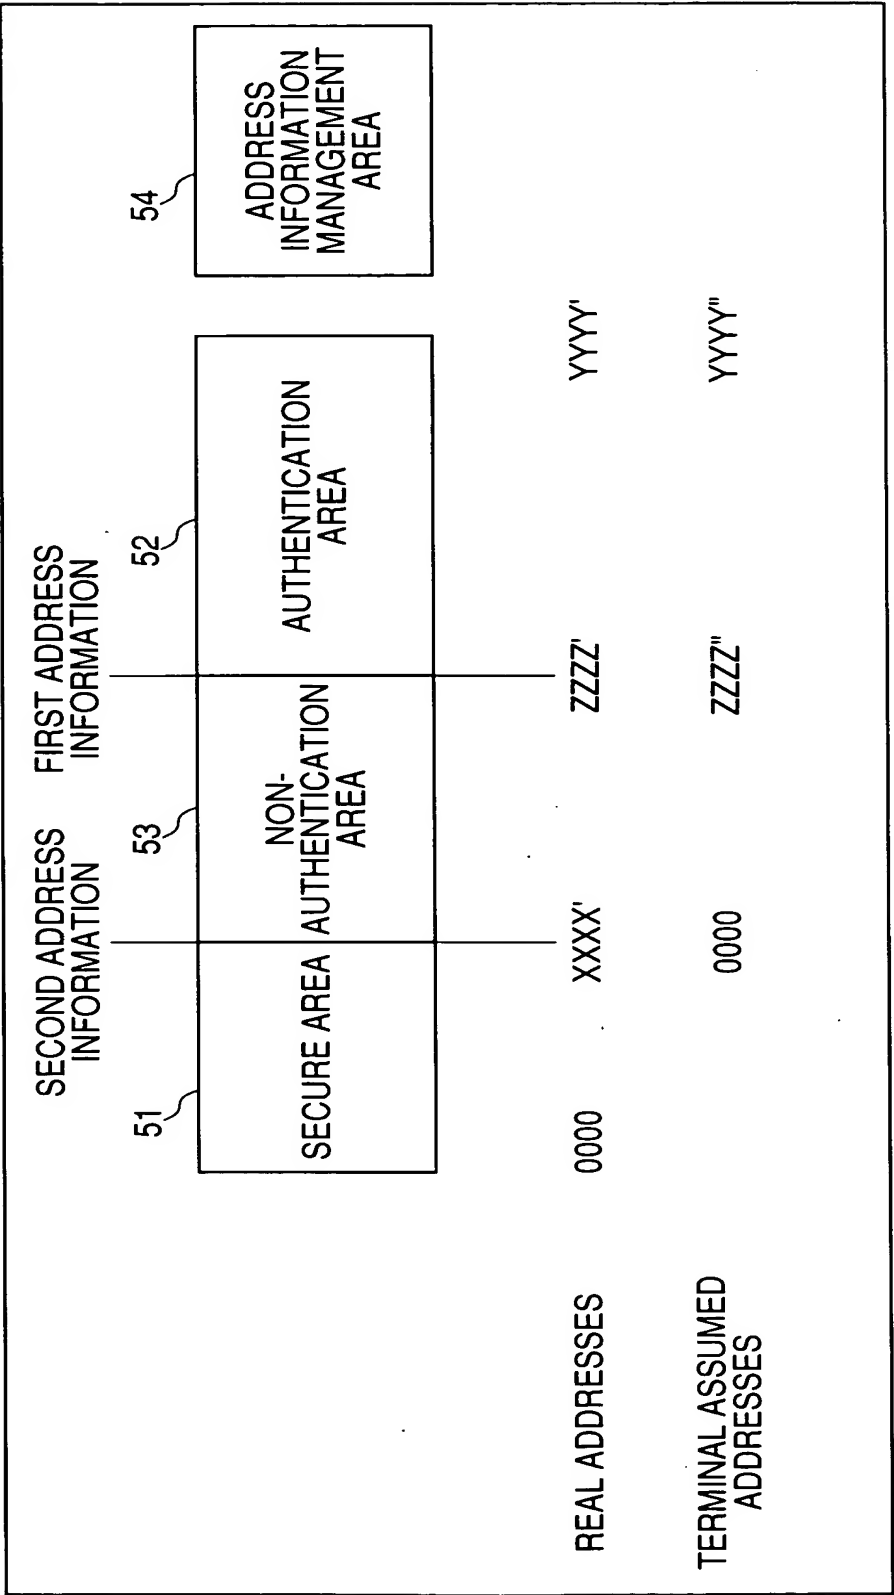 SECOND ADDRESS
INFORMATION
FIRST ADDRESS
INFORMATION
51
53
52
54
SECURE AREA
NON-
AUTHENTICATION
AREA
AUTHENTICATION
AREA
ADDRESS
INFORMATION
MANAGEMENT
AREA
REAL ADDRESSES
0000
XXXX'
ZZZZ'
YYYY'
TERMINAL ASSUMED
ADDRESSES
0000
ZZZZ"
YYYY"